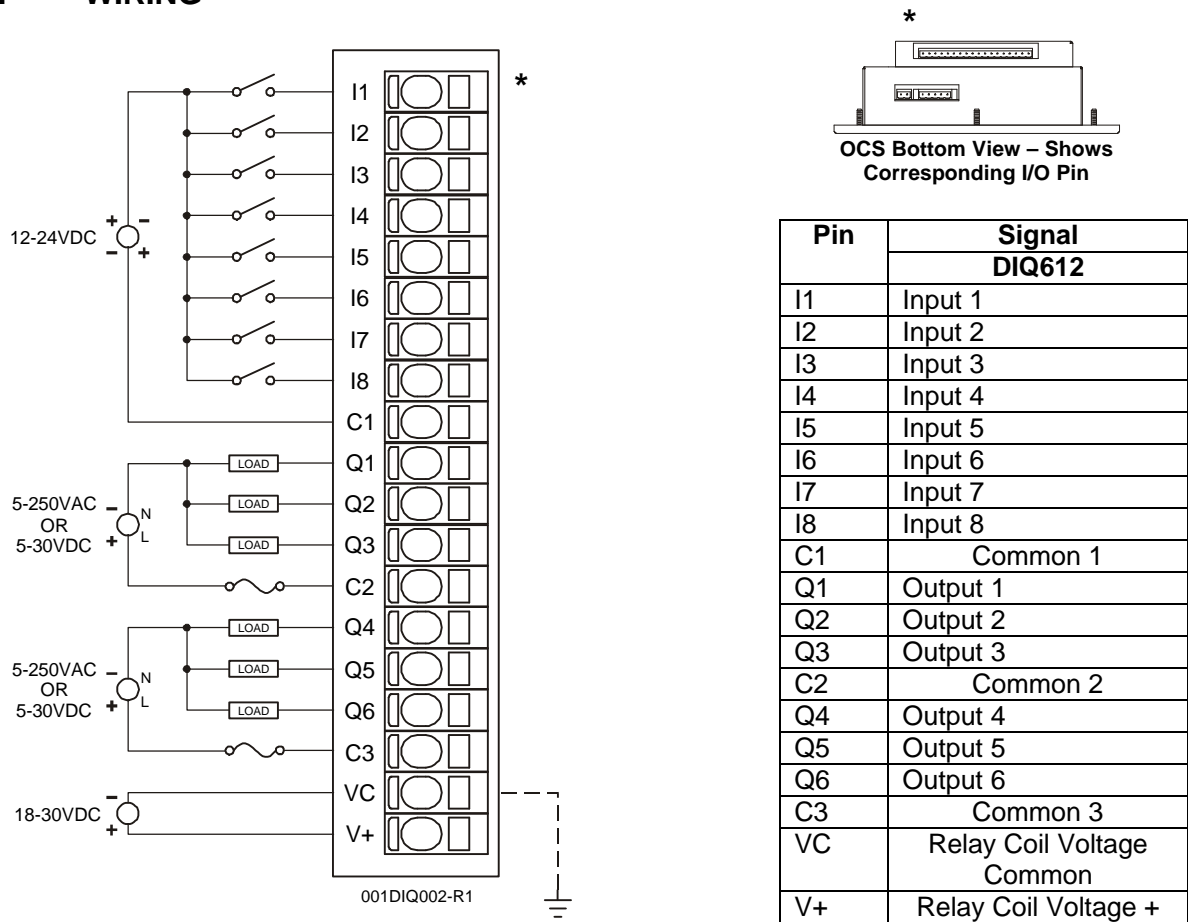 WIRING
*
I1
I2
I3
I4
I5
I6
I7
I8
C1
Q1
Q2
Q3
C2
Q4
Q5
Q6
C3
VC
V+
*
12-24VDC
+ -
- +
5-250VAC
OR
5-30VDC
-
+
N
L
LOAD
LOAD
LOAD
5-250VAC
OR
5-30VDC
-
+
N
L
LOAD
LOAD
LOAD
18-30VDC
-
+
001DIQ002-R1
OCS Bottom View – Shows
Corresponding I/O Pin
Pin Signal
DIQ612
I1 Input 1
I2 Input 2
I3 Input 3
I4 Input 4
I5 Input 5
I6 Input 6
I7 Input 7
I8 Input 8
C1 Common 1
Q1 Output 1
Q2 Output 2
Q3 Output 3
C2 Common 2
Q4 Output 4
Q5 Output 5
Q6 Output 6
C3 Common 3
VC Relay Coil Voltage
Common
V+ Relay Coil Voltage +